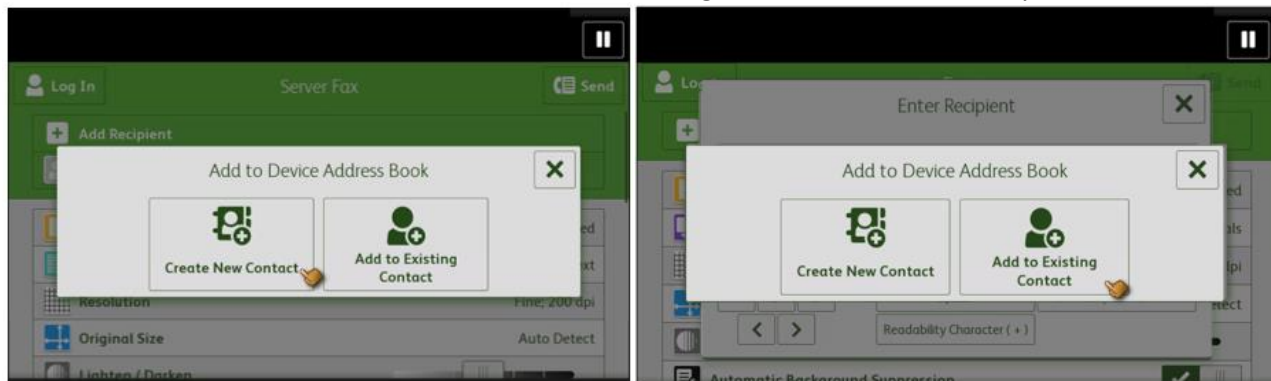 Log In
Server Fax
Send
Add Recipient
Add to Device Address Book
Create New Contact
Add to Existing
Contact
Resolution
Fine; 200 dpi
Original Size
Auto Detect
Lighten / Darken
Send
Enter Recipient
Add to Device Address Book
Create New Contact
Add to Existing
Contact
Readability Character ( + )
Automatic Background Suppression